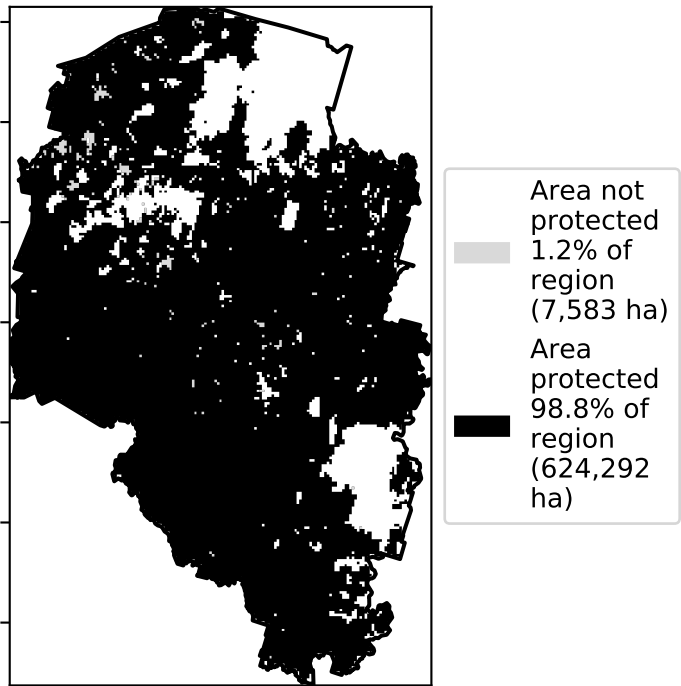 Area not
protected
1.2% of
region
(7,583 ha)
Area
protected
98.8% of
region
(624,292
ha)